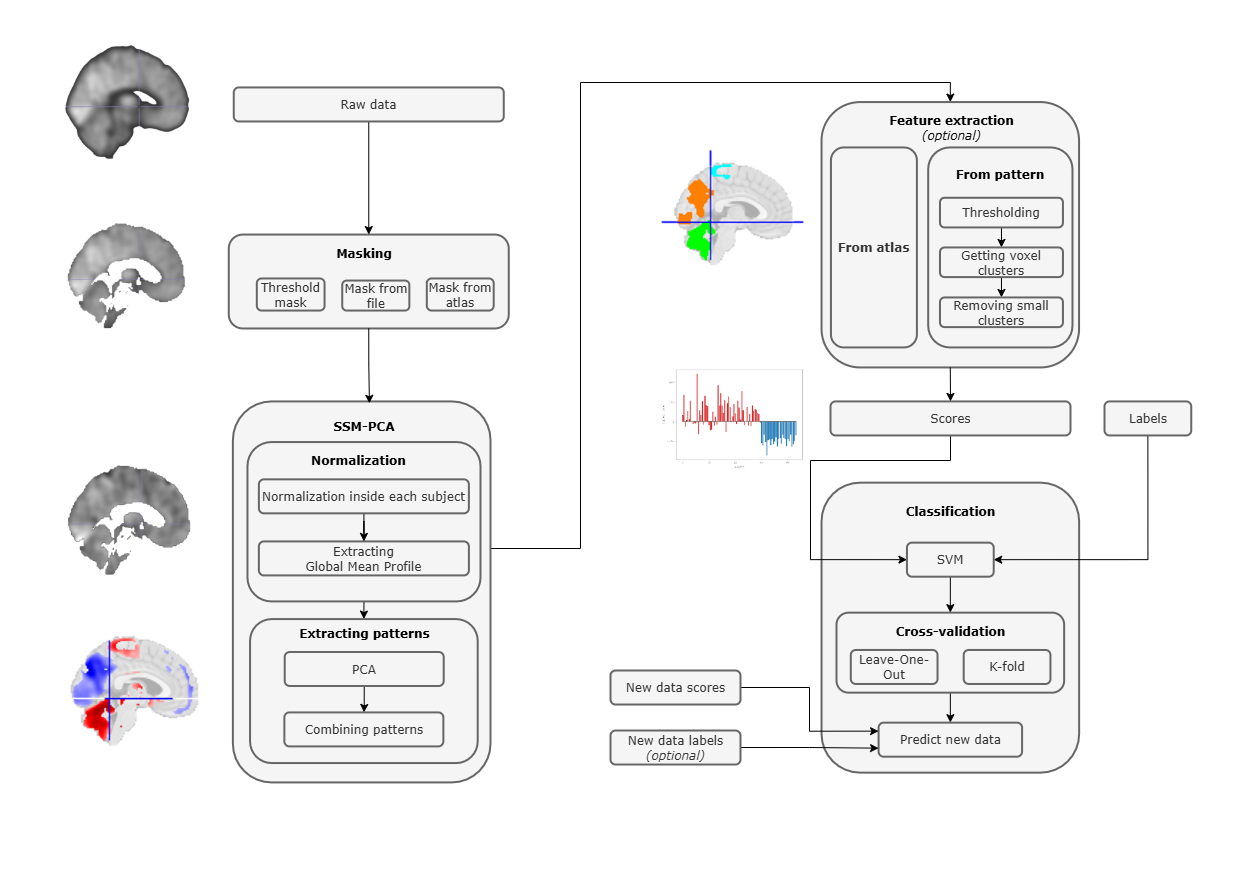 Raw data
Masking
Threshold
mask
Mask from
file
Mask from
atlas
SSM-PCA
Normalization
Normalization inside each subject
Extracting
Global Mean Profile
Extracting patterns
PCA
Combining patterns
Feature extraction
(optional)
From atlas
From pattern
Thresholding
Getting voxel
clusters
Removing small
clusters
Scores
Labels
Classification
SVM
Cross-validation
Leave-One-
Out
K-fold
New data scores
New data labels
(optional)
Predict new data